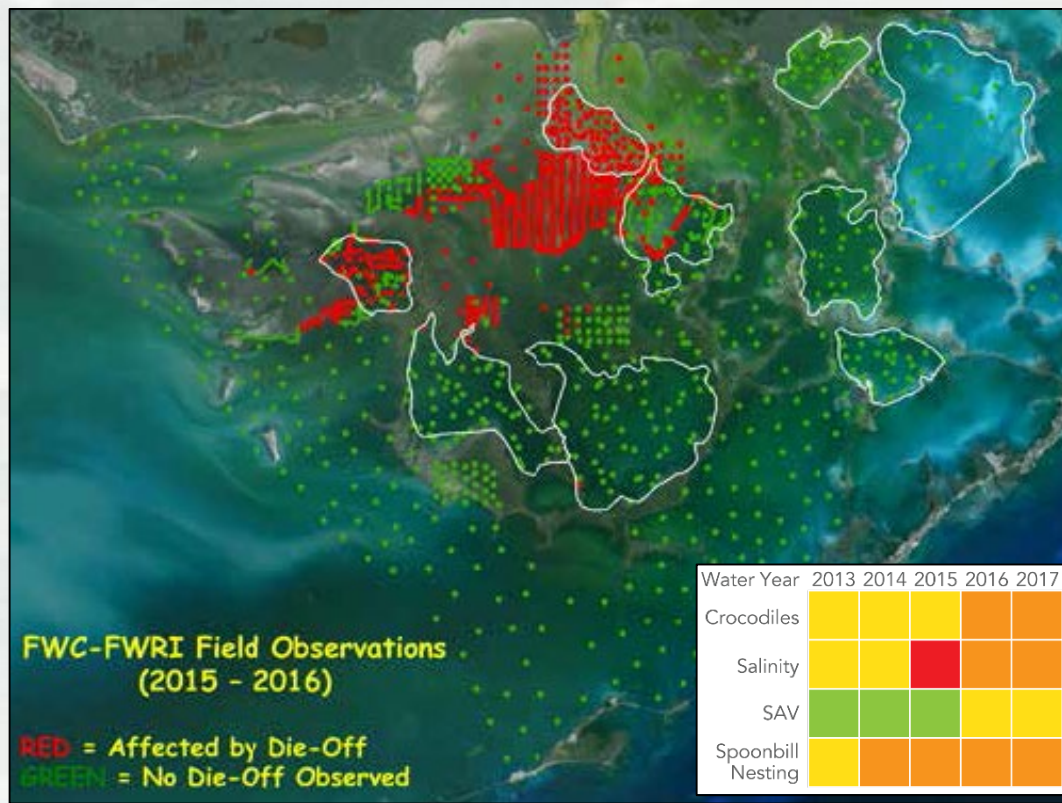 Water Year 2013 2014 2015 2016 2017
Crocodiles
Salinity
SAV
Spoonbill
Nesting
FWC-FWRI Field Observations
(2015 - 2016)
RED = Affected by Die-Off
GREEN = No Die-Off Observed